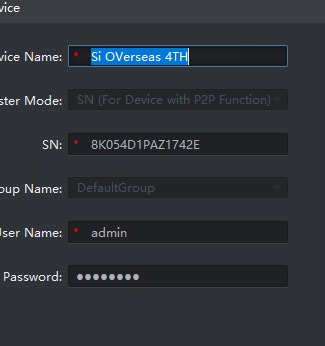 vice
vice Name: * Si OVerseas 4TH
ster Mode: SN (For Device with P2P Function)
SN: * 8K054D1PAZ1742E
oup Name: DefaultGroup
User Name: * admin
Password: ●●●●●●●●